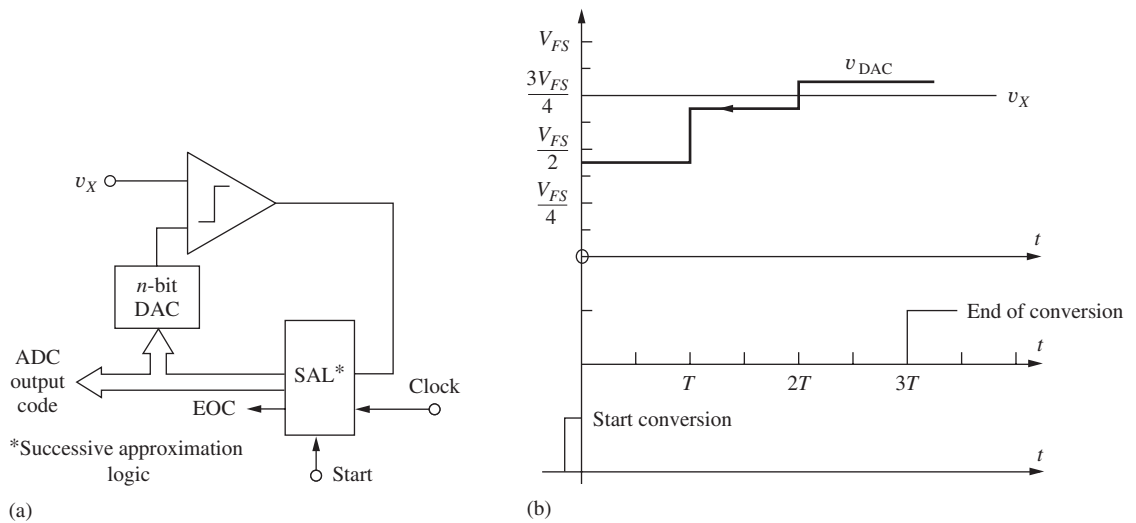 v_X
n-bit
DAC
ADC
output
code
SAL*
EOC
Clock
Start
*Successive approximation
logic
(a)
V_FS
3V_FS/4
V_FS/2
V_FS/4
v_DAC
v_X
t
End of conversion
t
T
2T
3T
Start conversion
t
(b)